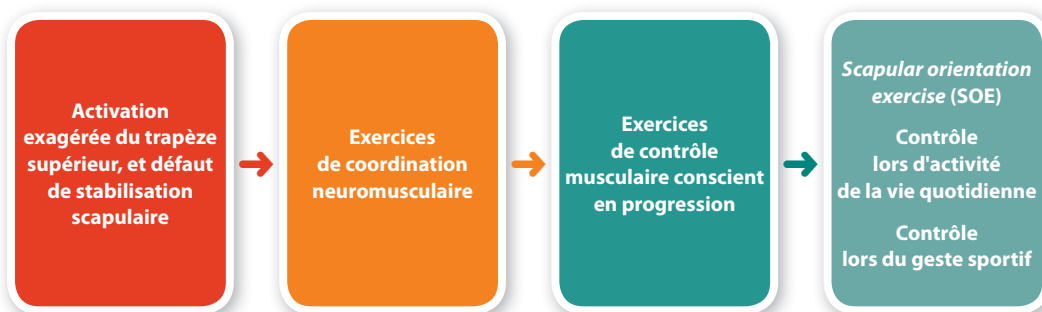 Activation
exagérée du trapèze
supérieur, et défaut
de stabilisation
scapulaire
Exercices
de coordination
neuromusculaire
Exercices
de contrôle
musculaire conscient
en progression
Scapular orientation
exercise (SOE)
Contrôle
lors d'activité
de la vie quotidienne
Contrôle
lors du geste sportif